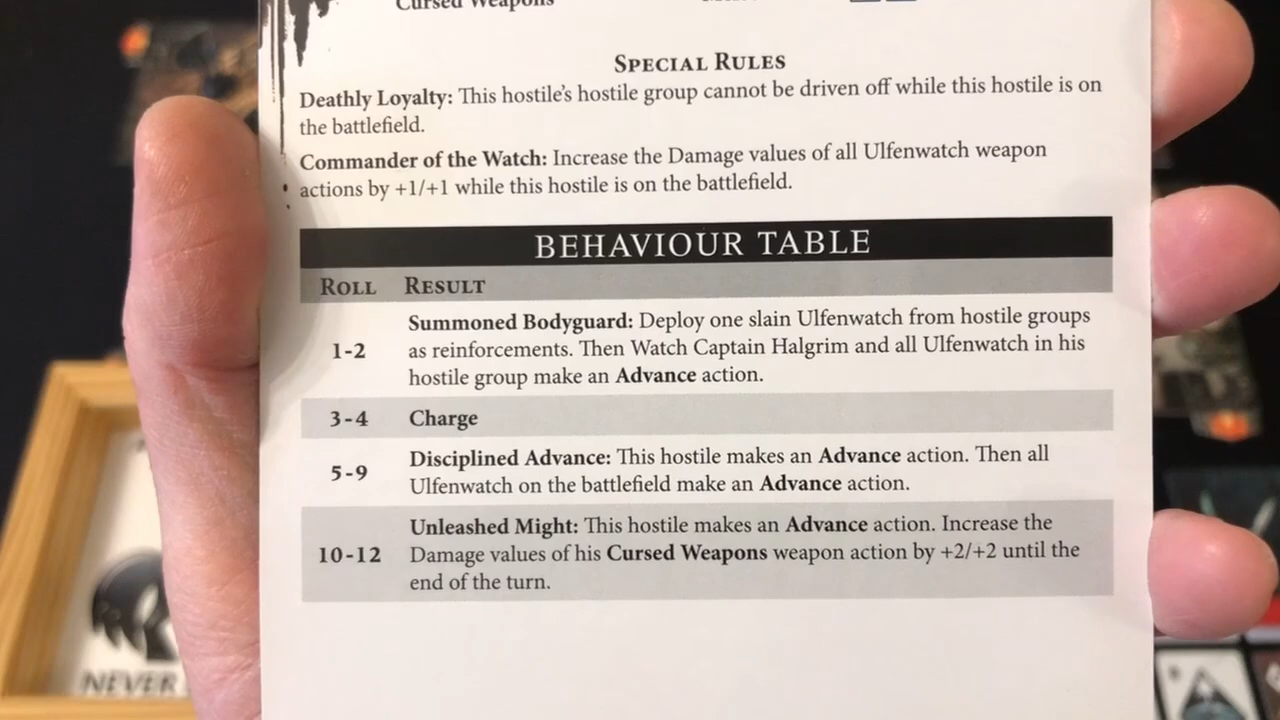 Cursed Weapons
SPECIAL RULES
Deathly Loyalty: This hostile's hostile group cannot be driven off while this hostile is on
the battlefield.
Commander of the Watch: Increase the Damage values of all Ulfenwatch weapon
actions by +1/+1 while this hostile is on the battlefield.
BEHAVIOUR TABLE
ROLL RESULT
Summoned Bodyguard: Deploy one slain Ulfenwatch from hostile groups
1-2 as reinforcements. Then Watch Captain Halgrim and all Ulfenwatch in his
hostile group make an Advance action.
3-4 Charge
Disciplined Advance: This hostile makes an Advance action. Then all
5-9
Ulfenwatch on the battlefield make an Advance action.
Unleashed Might: This hostile makes an Advance action. Increase the
10-12 Damage values of his Cursed Weapons weapon action by +2/+2 until the
end of the turn.
NEVER